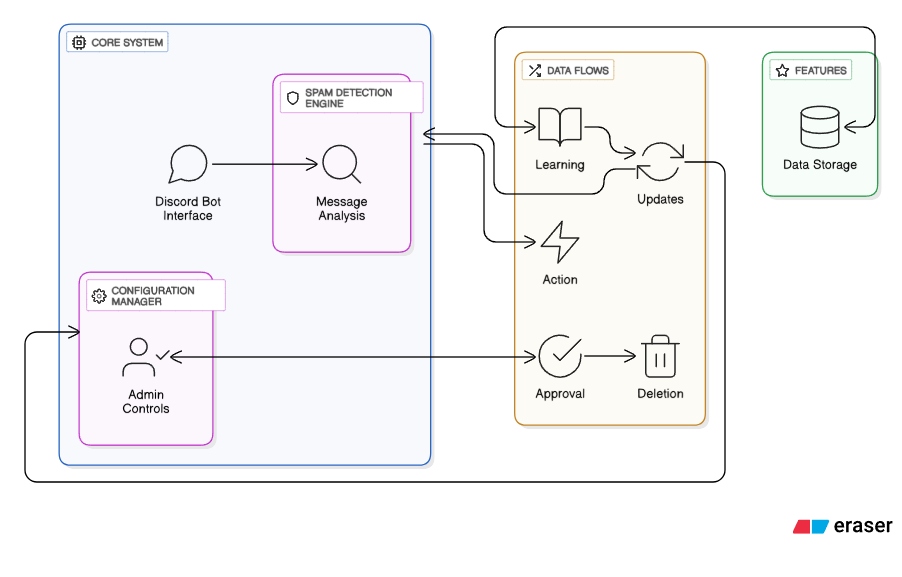 CORE SYSTEM
SPAM DETECTION
ENGINE
Discord Bot
Interface
Message
Analysis
CONFIGURATION
MANAGER
Admin
Controls
DATA FLOWS
Learning
Updates
Action
Approval
Deletion
FEATURES
Data Storage
eraser